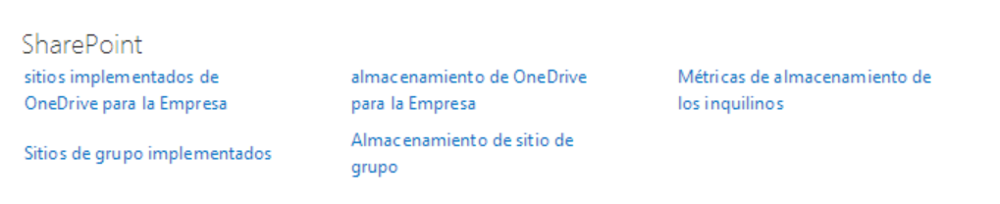 SharePoint
sitios implementados de
OneDrive para la Empresa
almacenamiento de OneDrive
para la Empresa
Métricas de almacenamiento de
los inquilinos
Sitios de grupo implementados
Almacenamiento de sitio de
grupo